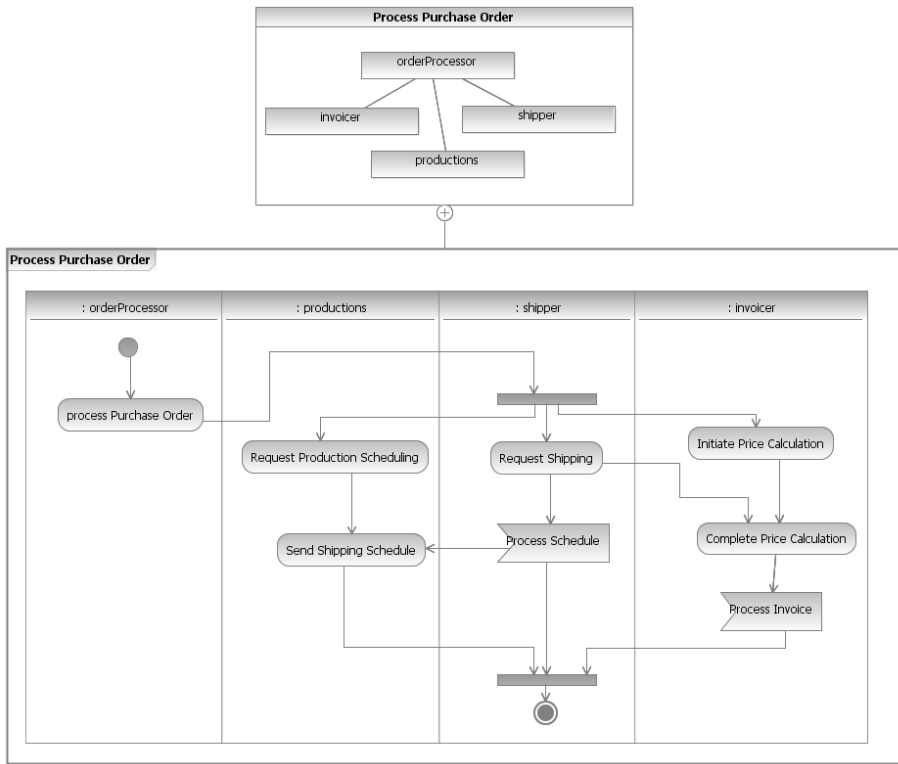 Process Purchase Order
orderProcessor
invoicer
shipper
productions
Process Purchase Order
: orderProcessor
: productions
: shipper
: invoicer
process Purchase Order
Request Production Scheduling
Request Shipping
Initiate Price Calculation
Send Shipping Schedule
Process Schedule
Complete Price Calculation
Process Invoice